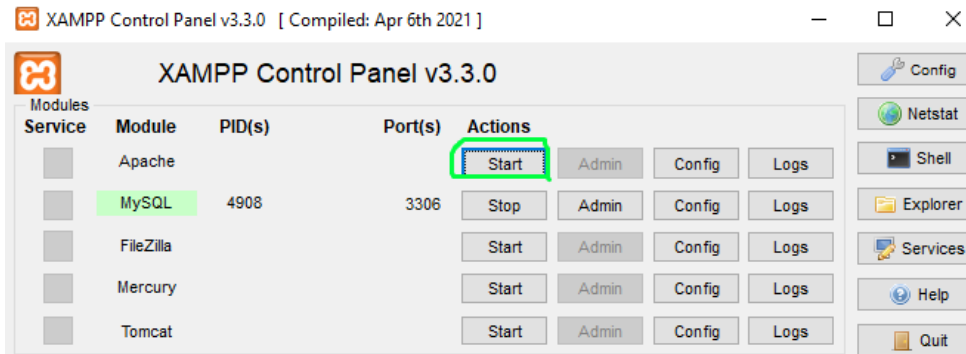 XAMPP Control Panel v3.3.0 [ Compiled: Apr 6th 2021 ]
XAMPP Control Panel v3.3.0
Config
Modules
Netstat
Service Module PID(s) Port(s) Actions
Apache Start Admin Config Logs
Shell
MySQL 4908 3306 Stop Admin Config Logs
Explorer
FileZilla Start Admin Config Logs
Services
Mercury Start Admin Config Logs
Help
Tomcat Start Admin Config Logs
Quit